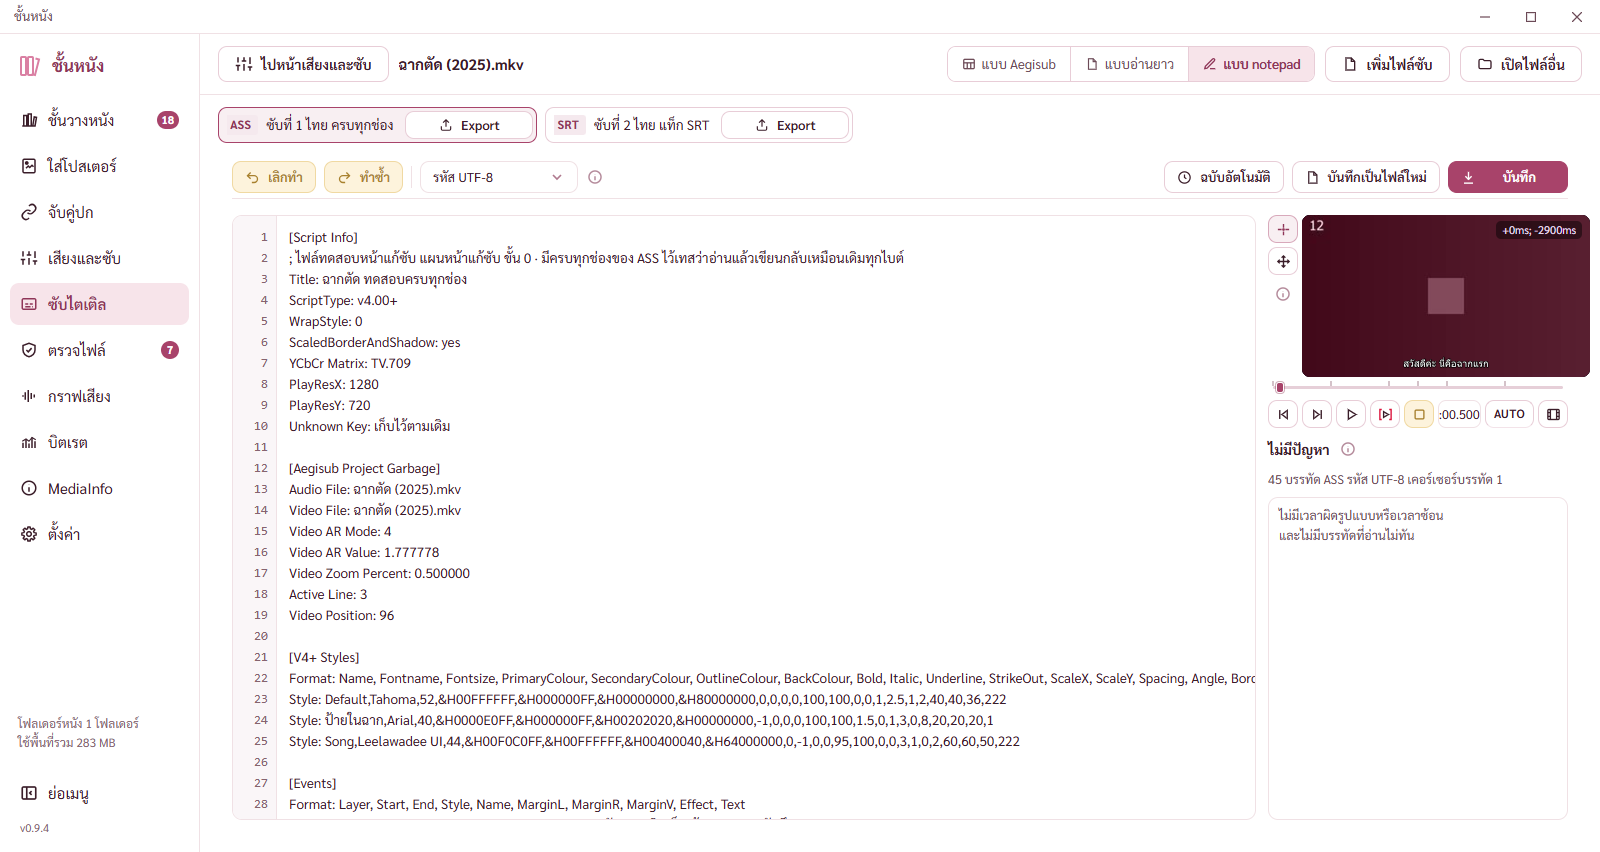 ชั้นหนัง
ชั้นหนัง
ชั้นวางหนัง 18
ใส่โปสเตอร์
จับคู่ปก
เสียงและซับ
ซับไตเติล
ตรวจไฟล์ 7
กราฟเสียง
บิตเรต
MediaInfo
ตั้งค่า
โฟลเดอร์หนัง 1 โฟลเดอร์
ใช้พื้นที่รวม 283 MB
ย่อเมนู
v0.9.4
ไปหน้าเสียงและซับ ฉากตัด (2025).mkv แบบ Aegisub แบบอ่านยาว แบบ notepad เพิ่มไฟล์ซับ เปิดไฟล์อื่น
ASS ซับที่ 1 ไทย ครบทุกช่อง Export SRT ซับที่ 2 ไทย แท็ก SRT Export
เลิกทำ ทำซ้ำ รหัส UTF-8 ฉบับอัตโนมัติ บันทึกเป็นไฟล์ใหม่ บันทึก
1 [Script Info]
2 ; ไฟล์ทดสอบหน้าแก้ซับ แผนหน้าแก้ซับ ขั้น 0 · มีครบทุกช่องของ ASS ไว้เทสว่าอ่านแล้วเขียนกลับเหมือนเดิมทุกไบต์
3 Title: ฉากตัด ทดสอบครบทุกช่อง
4 ScriptType: v4.00+
5 WrapStyle: 0
6 ScaledBorderAndShadow: yes
7 YCbCr Matrix: TV.709
8 PlayResX: 1280
9 PlayResY: 720
10 Unknown Key: เก็บไว้ตามเดิม
11
12 [Aegisub Project Garbage]
13 Audio File: ฉากตัด (2025).mkv
14 Video File: ฉากตัด (2025).mkv
15 Video AR Mode: 4
16 Video AR Value: 1.777778
17 Video Zoom Percent: 0.500000
18 Active Line: 3
19 Video Position: 96
20
21 [V4+ Styles]
22 Format: Name, Fontname, Fontsize, PrimaryColour, SecondaryColour, OutlineColour, BackColour, Bold, Italic, Underline, StrikeOut, ScaleX, ScaleY, Spacing, Angle, Borc
23 Style: Default,Tahoma,52,&H00FFFFFF,&H000000FF,&H00000000,&H80000000,0,0,0,0,100,100,0,0,1,2.5,1,2,40,40,36,222
24 Style: ป้ายในฉาก,Arial,40,&H0000E0FF,&H000000FF,&H00202020,&H00000000,-1,0,0,0,100,100,1.5,0,1,3,0,8,20,20,20,1
25 Style: Song,Leelawadee UI,44,&H00F0C0FF,&H00FFFFFF,&H00400040,&H64000000,0,-1,0,0,95,100,0,0,3,1,0,2,60,60,50,222
26
27 [Events]
28 Format: Layer, Start, End, Style, Name, MarginL, MarginR, MarginV, Effect, Text
12 +0ms; -2900ms
สวัสดีค่ะ นี่คือฉากแรก
:00.500 AUTO
ไม่มีปัญหา
45 บรรทัด ASS รหัส UTF-8 เคอร์เซอร์บรรทัด 1
ไม่มีเวลาผิดรูปแบบหรือเวลาซ้อน
และไม่มีบรรทัดที่อ่านไม่ทัน